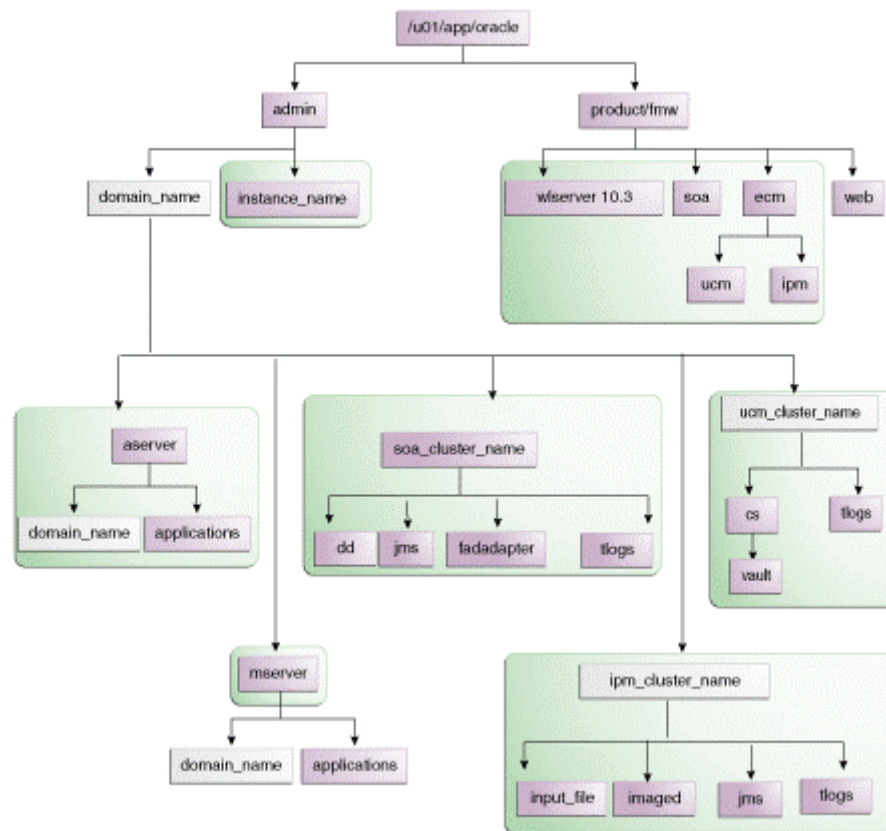 /u01/app/oracle
admin
product/fmw
domain_name
instance_name
wlserver 10.3
soa
ecm
web
ucm
ipm
aserver
domain_name
applications
soa_cluster_name
dd
jms
fadadapter
tlogs
ucm_cluster_name
cs
tlogs
vault
mserver
domain_name
applications
ipm_cluster_name
input_file
imaged
jms
tlogs